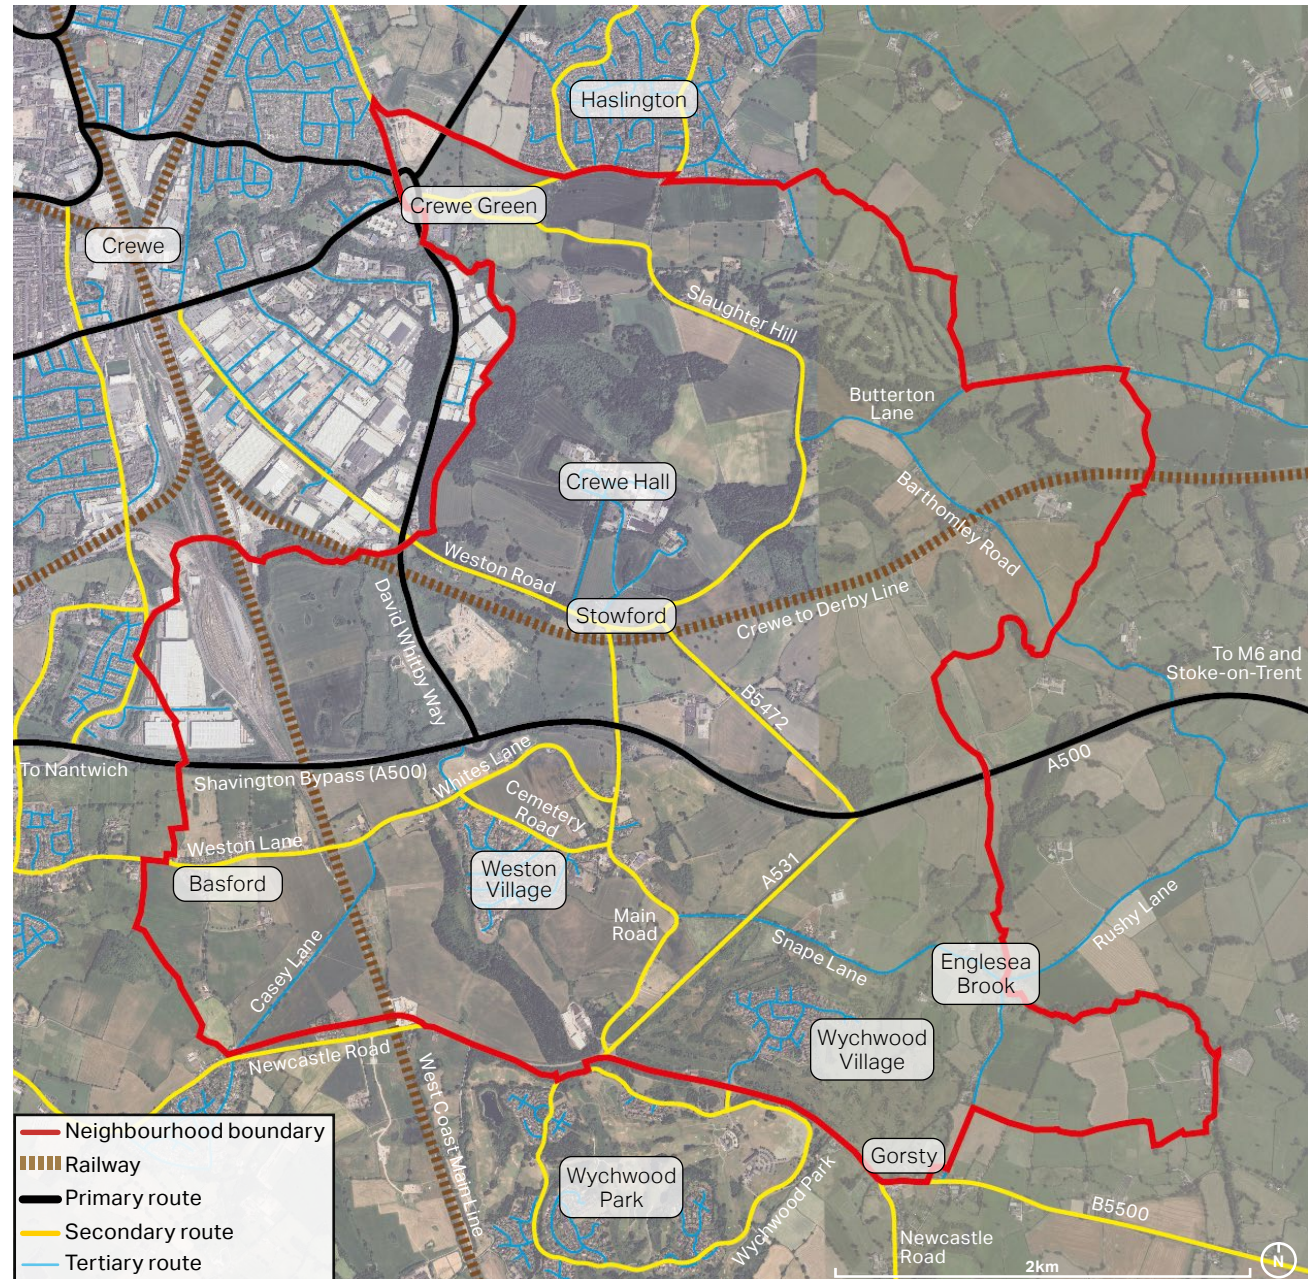 Haslington
Crewe Green
Crewe
Slaughter Hill
Butterton
Lane
Crewe Hall
Barthomley Road
Weston Road
Stowford
Crewe to Derby Line
David Whitby Way
To M6 and
Stoke-on-Trent
B5472
To Nantwich
Shavington Bypass (A500)
Whites Lane
A500
Cemetery
Road
Weston Lane
Basford
Weston
Village
A531
Main
Road
Rushy Lane
Snape Lane
Englesea
Brook
Casey Lane
Wychwood
Village
Newcastle Road
West Coast Main Line
Gorsty
Wychwood
Park
Wychwood Park
B5500
Newcastle
Road
Neighbourhood boundary
Railway
Primary route
Secondary route
Tertiary route
2km
N